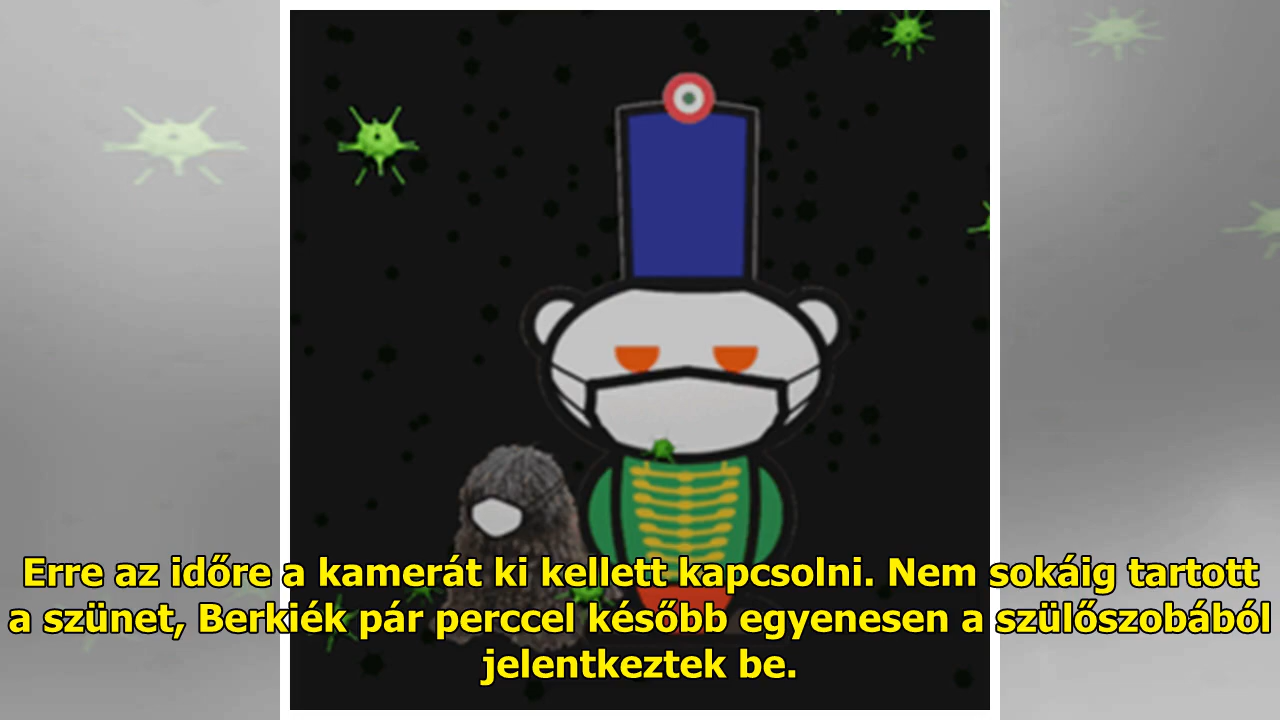 Erre az időre a kamerát ki kellett kapcsolni. Nem sokáig tartott
a szünet, Berkiék pár perccel később egyenesen a szülőszobából
jelentkeztek be.